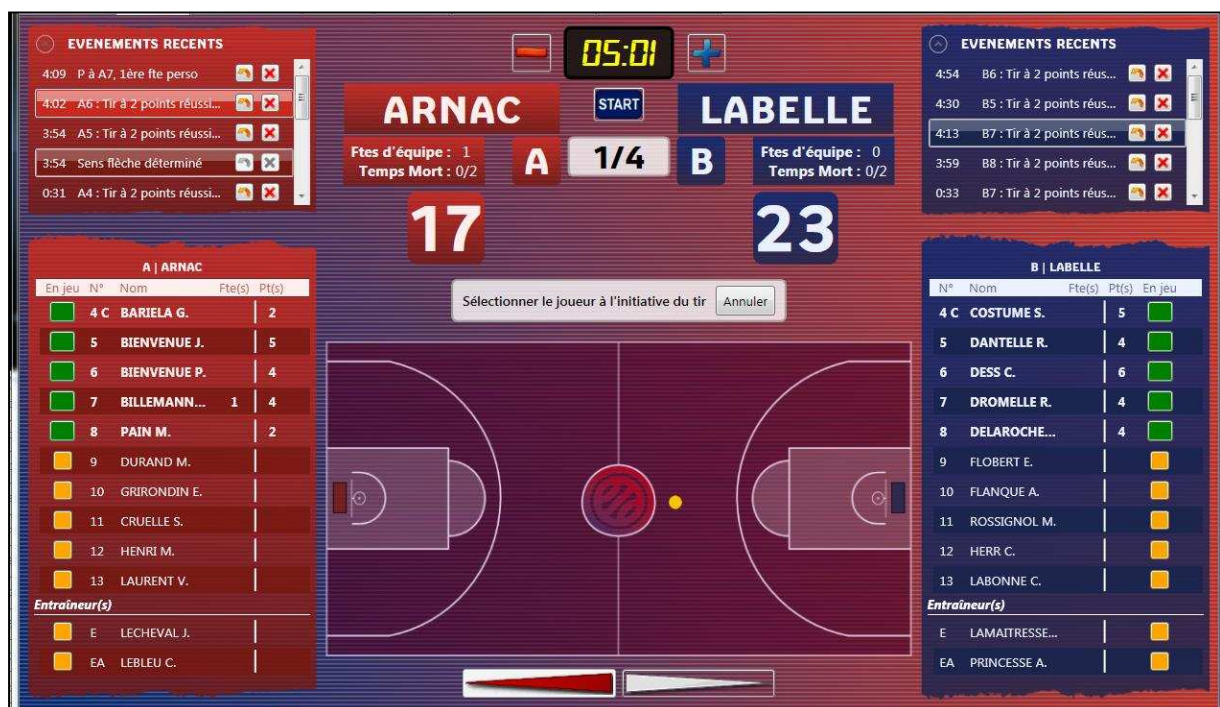 EVENEMENTS RECENTS
4:09 P à A7, 1ère fte perso
4:02 A6 : Tir à 2 points réussi...
3:54 A5 : Tir à 2 points réussi...
3:54 Sens flèche déterminé
0:31 A4 : Tir à 2 points réussi...
05:01
START
ARNAC
LABELLE
Ftes d'équipe : 1
Temps Mort : 0/2
A
1/4
B
Ftes d'équipe : 0
Temps Mort : 0/2
17
23
EVENEMENTS RECENTS
4:54 B6 : Tir à 2 points réus...
4:30 B5 : Tir à 2 points réus...
4:13 B7 : Tir à 2 points réus...
3:59 B8 : Tir à 2 points réus...
0:33 B7 : Tir à 2 points réus...
A | ARNAC
En jeu N° Nom Fte(s) Pt(s)
4 C BARIELA G. 2
5 BIENVENUE J. 5
6 BIENVENUE P. 4
7 BILLEMANN... 1 4
8 PAIN M. 2
9 DURAND M.
10 GRIRONDIN E.
11 CRUELLE S.
12 HENRI M.
13 LAURENT V.
Entraîneur(s)
E LECHEVAL J.
EA LEBLEU C.
Sélectionner le joueur à l'initiative du tir Annuler
B | LABELLE
N° Nom Fte(s) Pt(s) En jeu
4 C COSTUME S. 5
5 DANTELLE R. 4
6 DESS C. 6
7 DROMELLE R. 4
8 DELAROCHE... 4
9 FLOBERT E.
10 FLANQUE A.
11 ROSSIGNOL M.
12 HERR C.
13 LABONNE C.
Entraîneur(s)
E LAMAITRESSE...
EA PRINCESSE A.